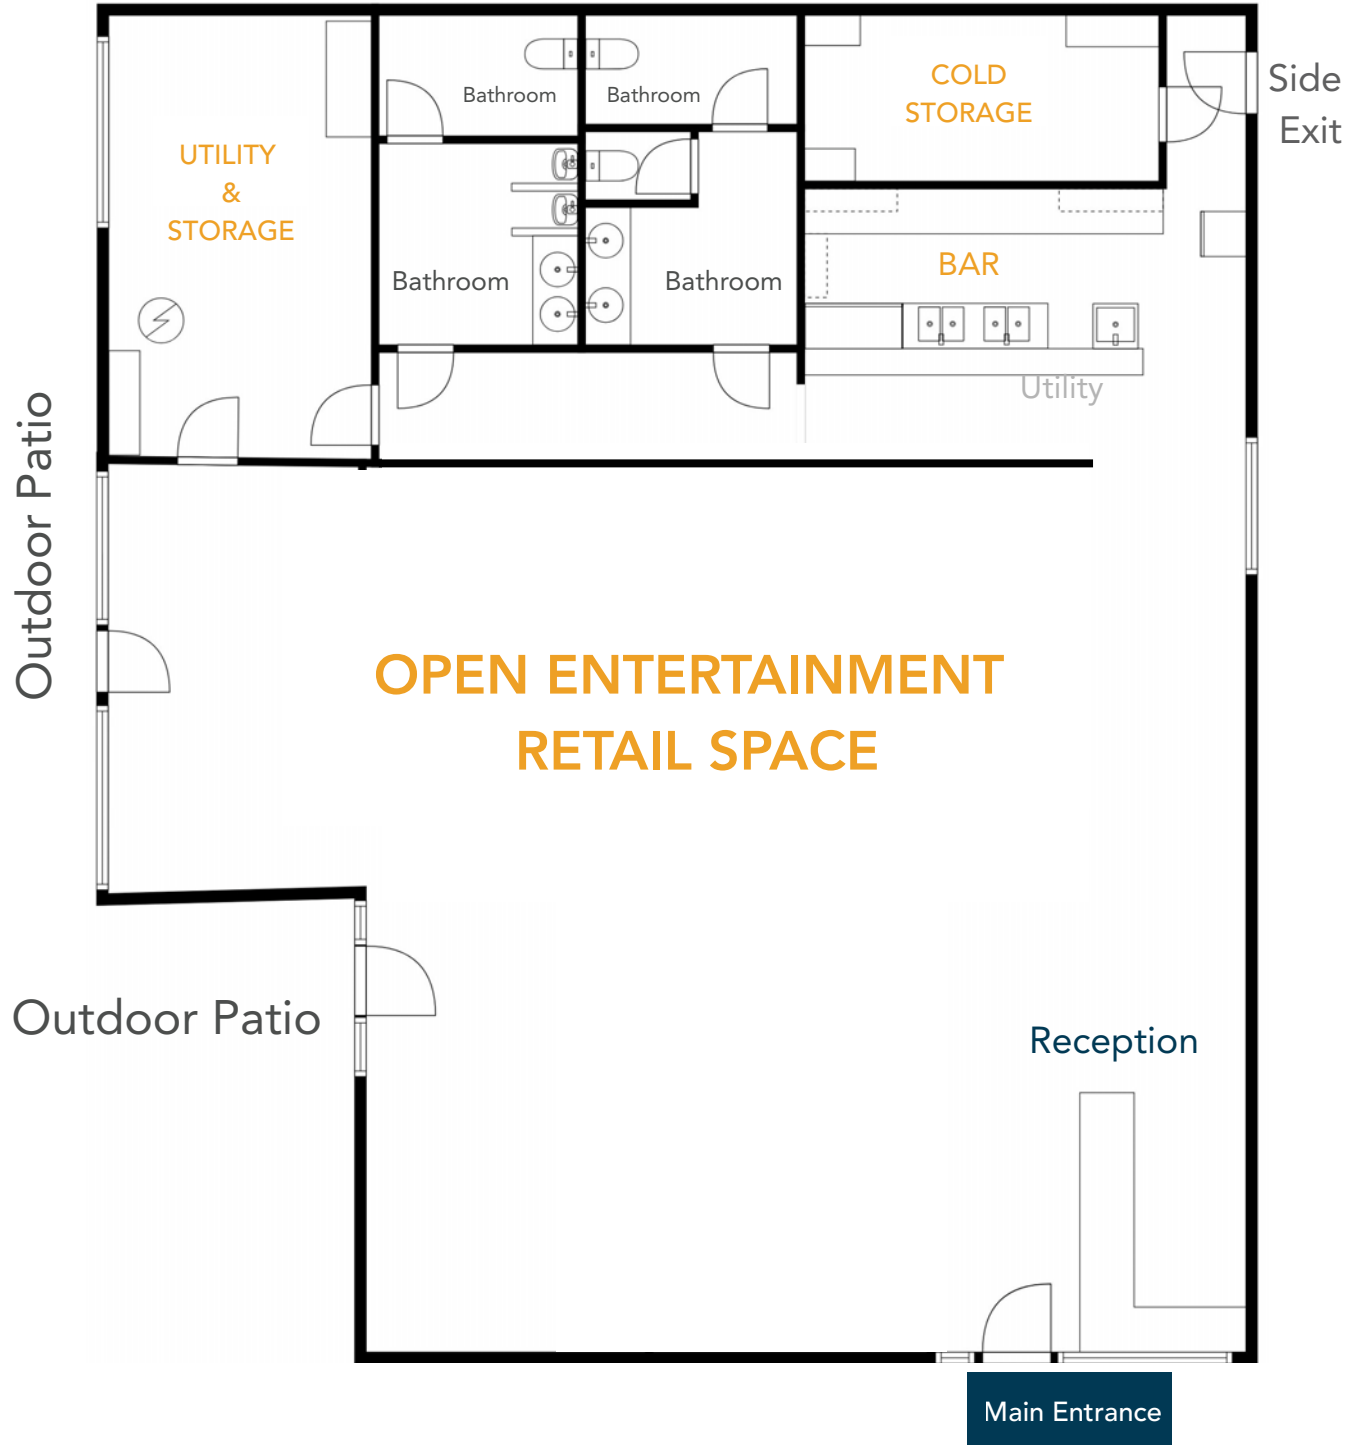 COLD
STORAGE
Side
Exit
Bathroom
Bathroom
UTILITY
&
STORAGE
BAR
Bathroom
Bathroom
Utility
Outdoor Patio
OPEN ENTERTAINMENT
RETAIL SPACE
Outdoor Patio
Reception
Main Entrance